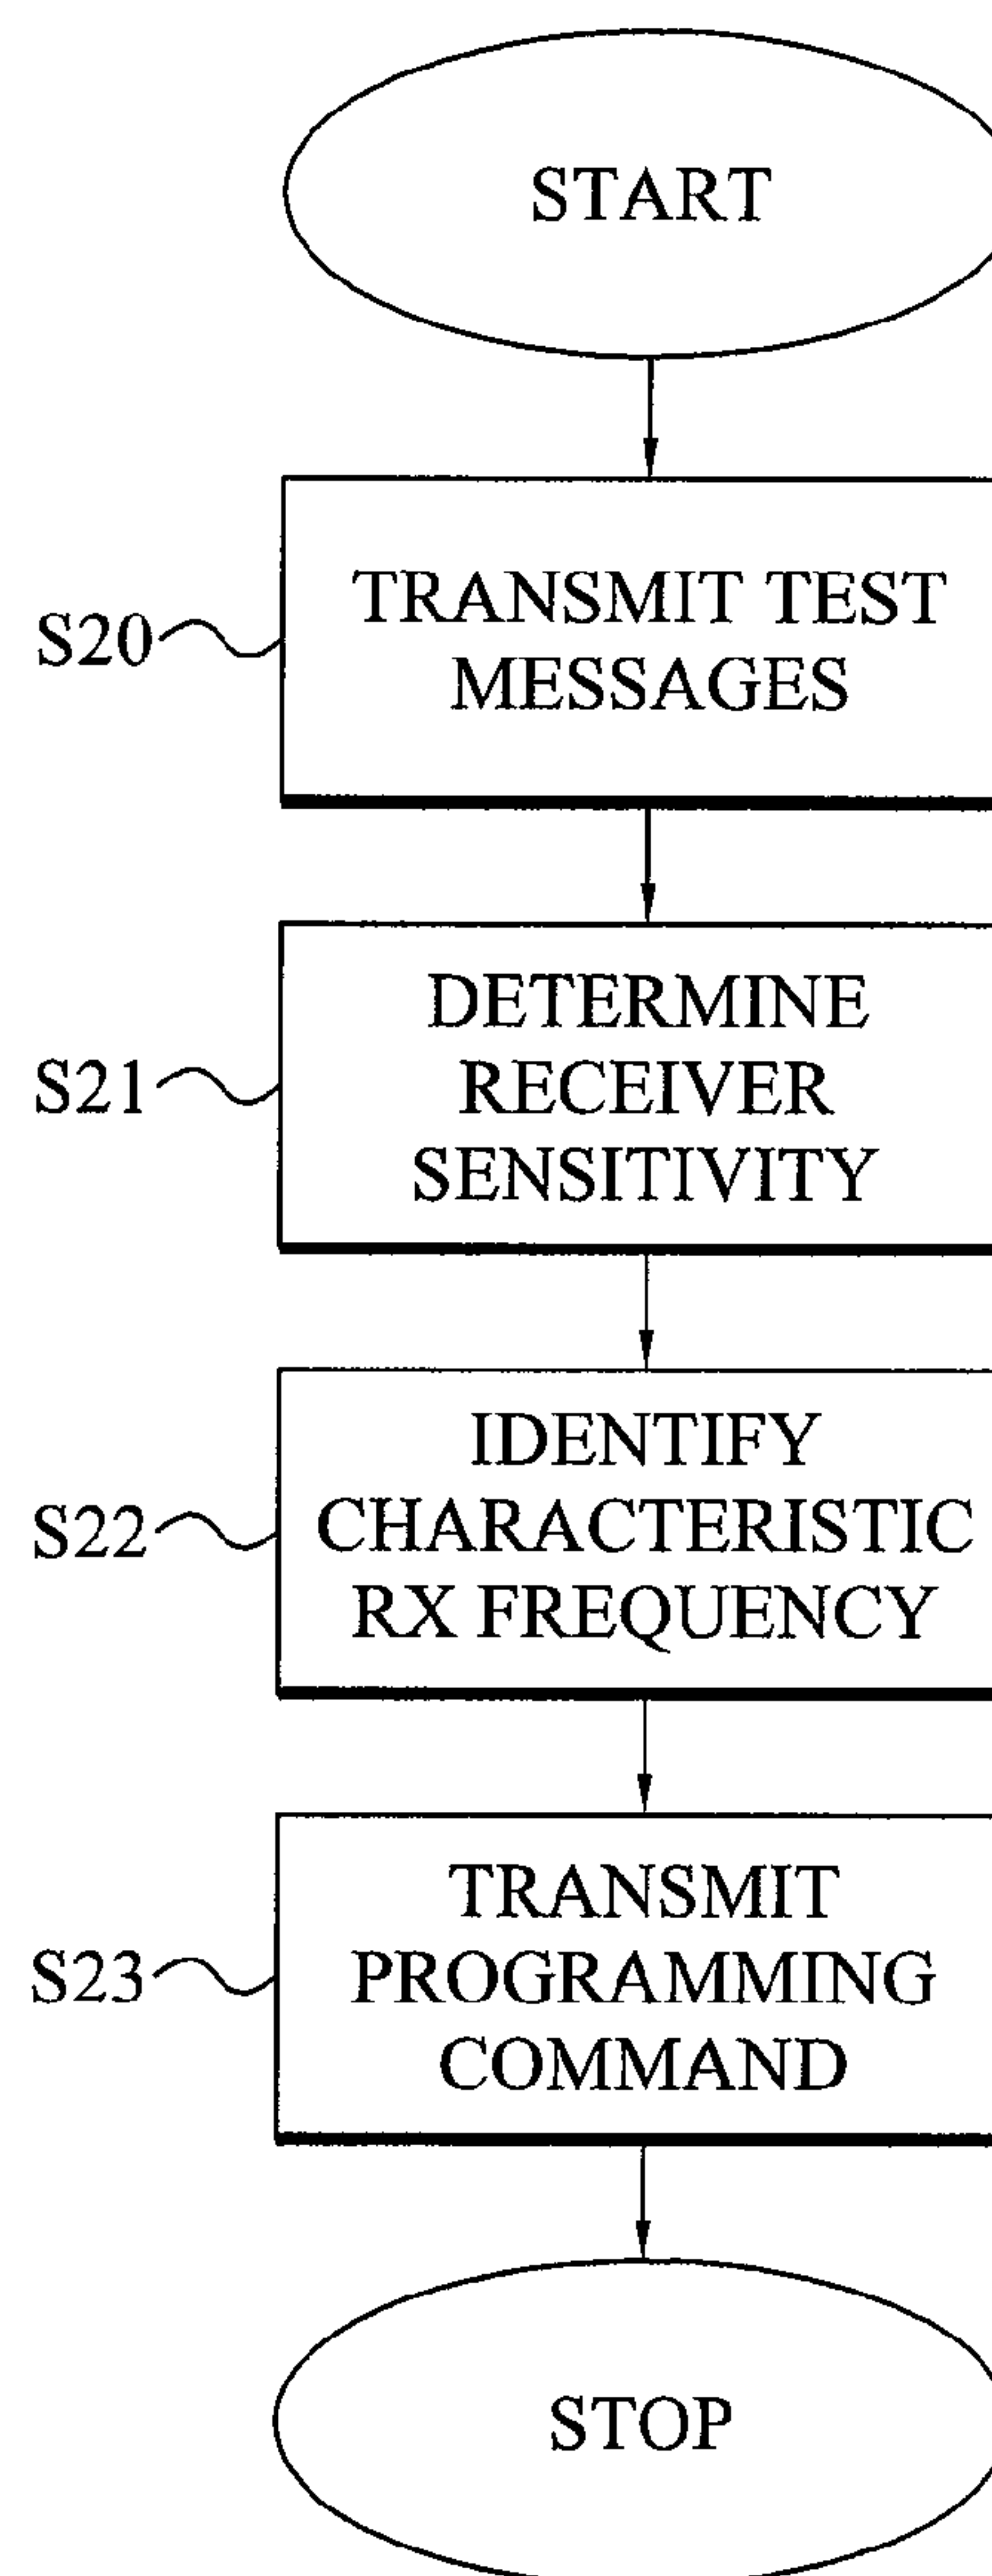 START
TRANSMIT TEST
MESSAGES
S20
DETERMINE
RECEIVER
SENSITIVITY
S21
IDENTIFY
CHARACTERISTIC
RX FREQUENCY
S22
TRANSMIT
PROGRAMMING
COMMAND
S23
STOP